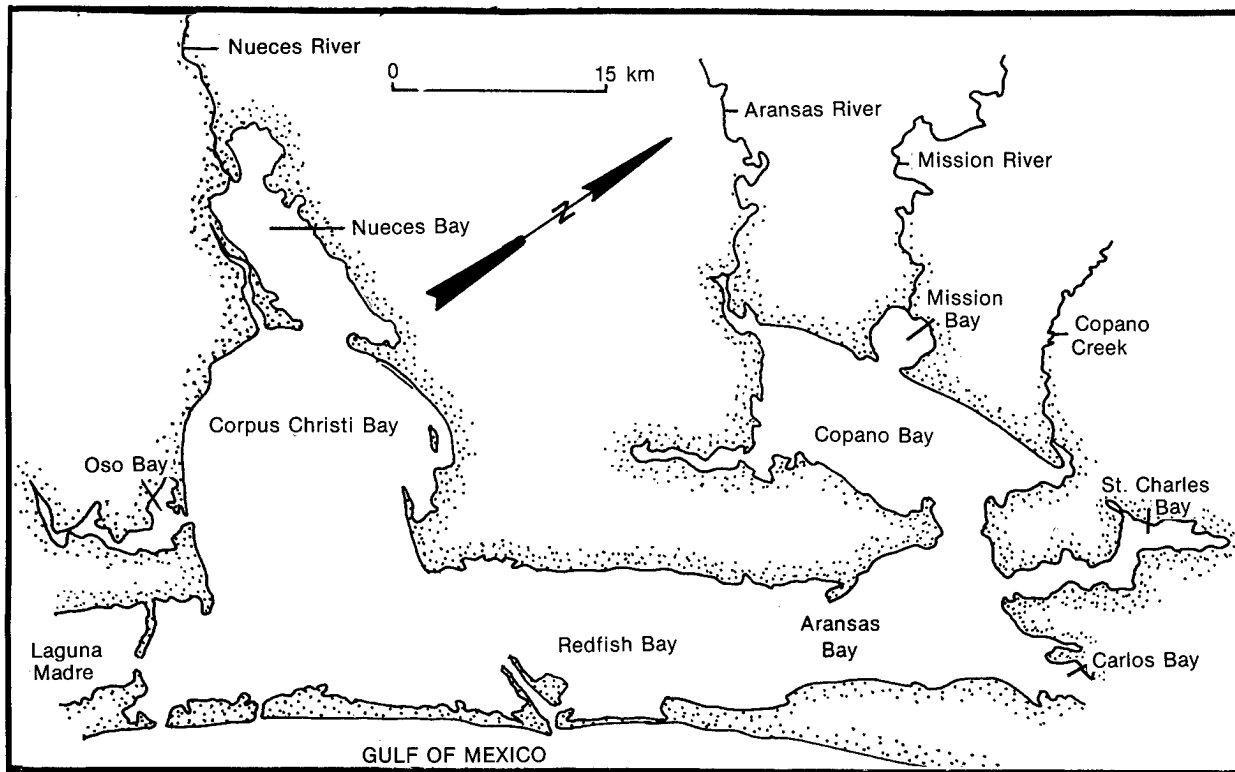 Nueces River
0 15 km
Aransas River
Mission River
Nueces Bay
N
Mission
Bay
Copano
Creek
Corpus Christi Bay
Copano Bay
Oso Bay
St. Charles
Bay
Laguna
Madre
Redfish Bay
Aransas
Bay
Carlos Bay
GULF OF MEXICO